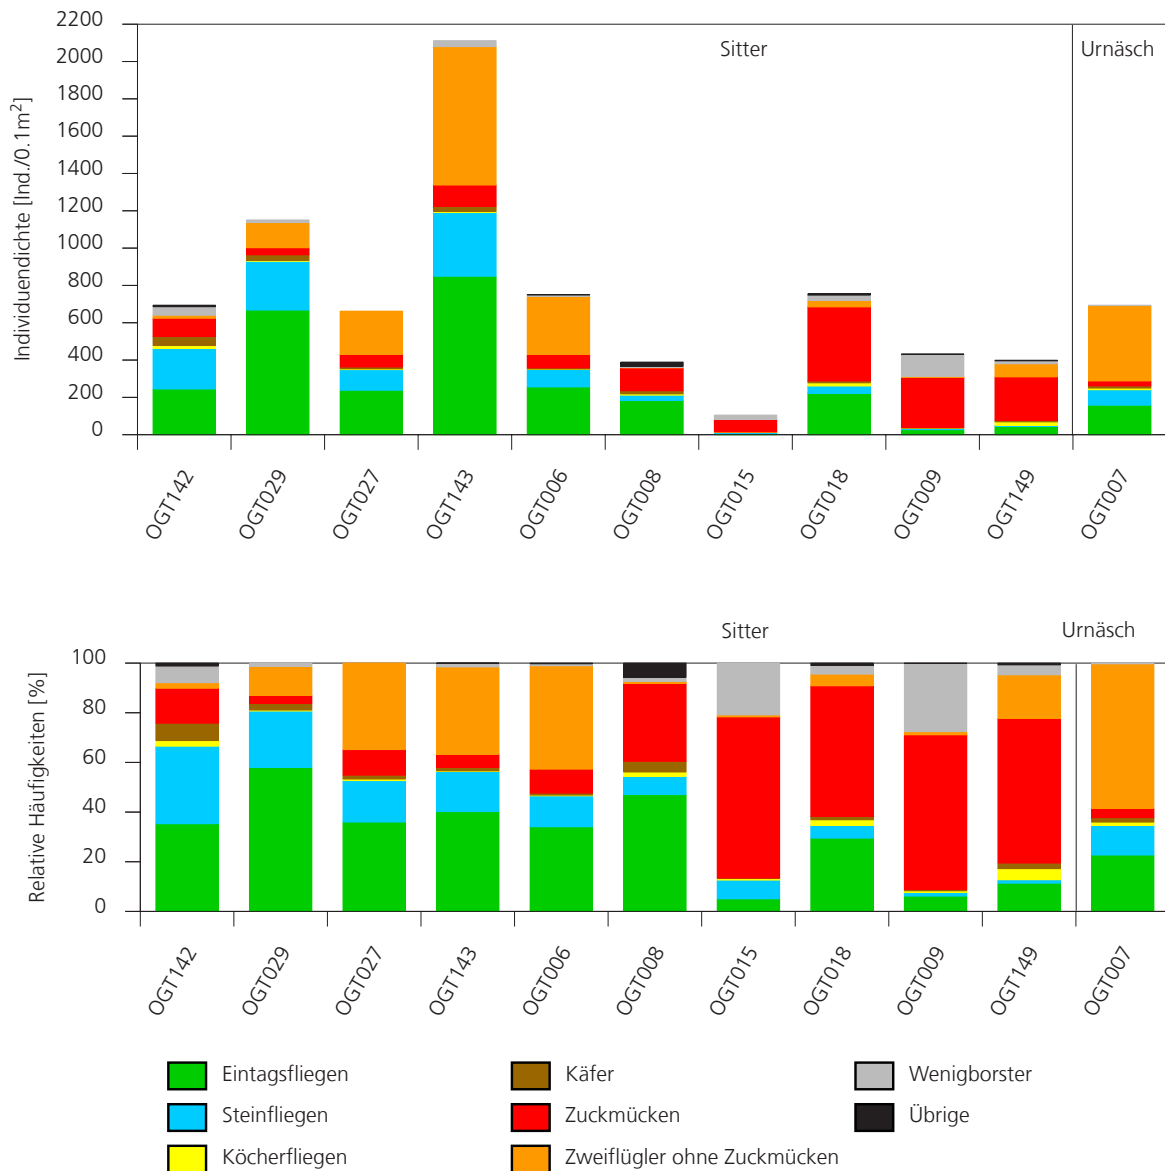 Individuendichte [Ind./0.1m²]
2200
2000
1800
1600
1400
1200
1000
800
600
400
200
0
Sitter
Urnäsch
OGT142
OGT029
OGT027
OGT143
OGT006
OGT008
OGT015
OGT018
OGT009
OGT149
OGT007
Relative Häufigkeiten [%]
100
80
60
40
20
0
Sitter
Urnäsch
OGT142
OGT029
OGT027
OGT143
OGT006
OGT008
OGT015
OGT018
OGT009
OGT149
OGT007
Eintagsfliegen
Käfer
Wenigborster
Steinfliegen
Zuckmücken
Übrige
Köcherfliegen
Zweiflügler ohne Zuckmücken